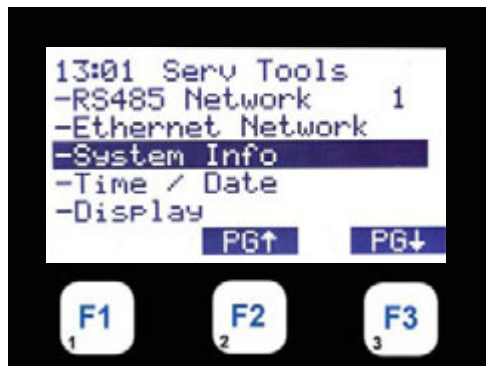 13:01 Serv Tools
-RS485 Network 1
-Ethernet Network
-System Info
-Time / Date
-Display
PG↑ PG↓
F1 F2 F3
1 2 3